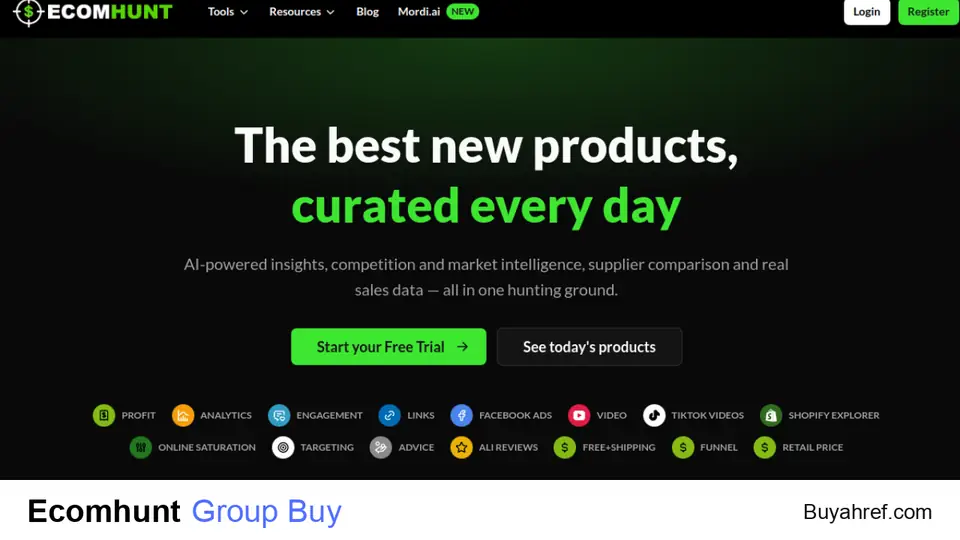 ECOMHUNT Tools Resources Blog Mordi.ai NEW Login Register
The best new products,
curated every day
AI-powered insights, competition and market intelligence, supplier comparison and real
sales data — all in one hunting ground.
Start your Free Trial → See today's products
PROFIT ANALYTICS ENGAGEMENT LINKS FACEBOOK ADS VIDEO TIKTOK VIDEOS SHOPIFY EXPLORER
ONLINE SATURATION TARGETING ADVICE ALI REVIEWS FREE+SHIPPING FUNNEL RETAIL PRICE
Ecomhunt Group Buy Buyahref.com